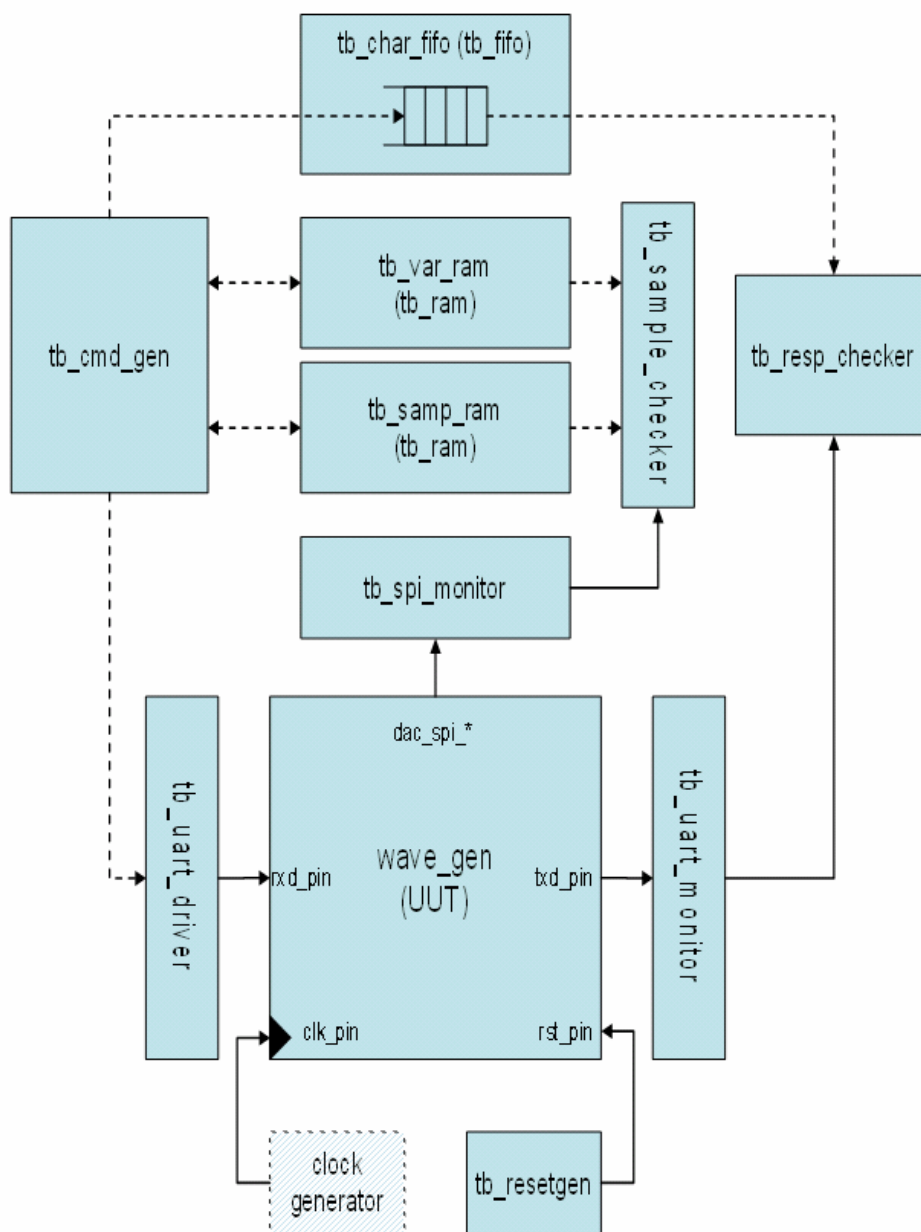 tb_char_fifo (tb_fifo)
tb_cmd_gen
tb_var_ram
(tb_ram)
tb_samp_ram
(tb_ram)
tb_sample_checker
tb_resp_checker
tb_spi_monitor
tb_uart_driver
dac_spi_*
rxd_pin
wave_gen
(UUT)
txd_pin
clk_pin
rst_pin
tb_uart_monitor
clock
generator
tb_resetgen